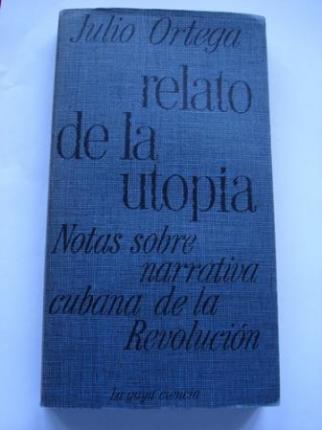 Julio Ortega
relato
de la
utopia
Notas sobre
narrativa
cubana de la
Revolución
la gaya ciencia